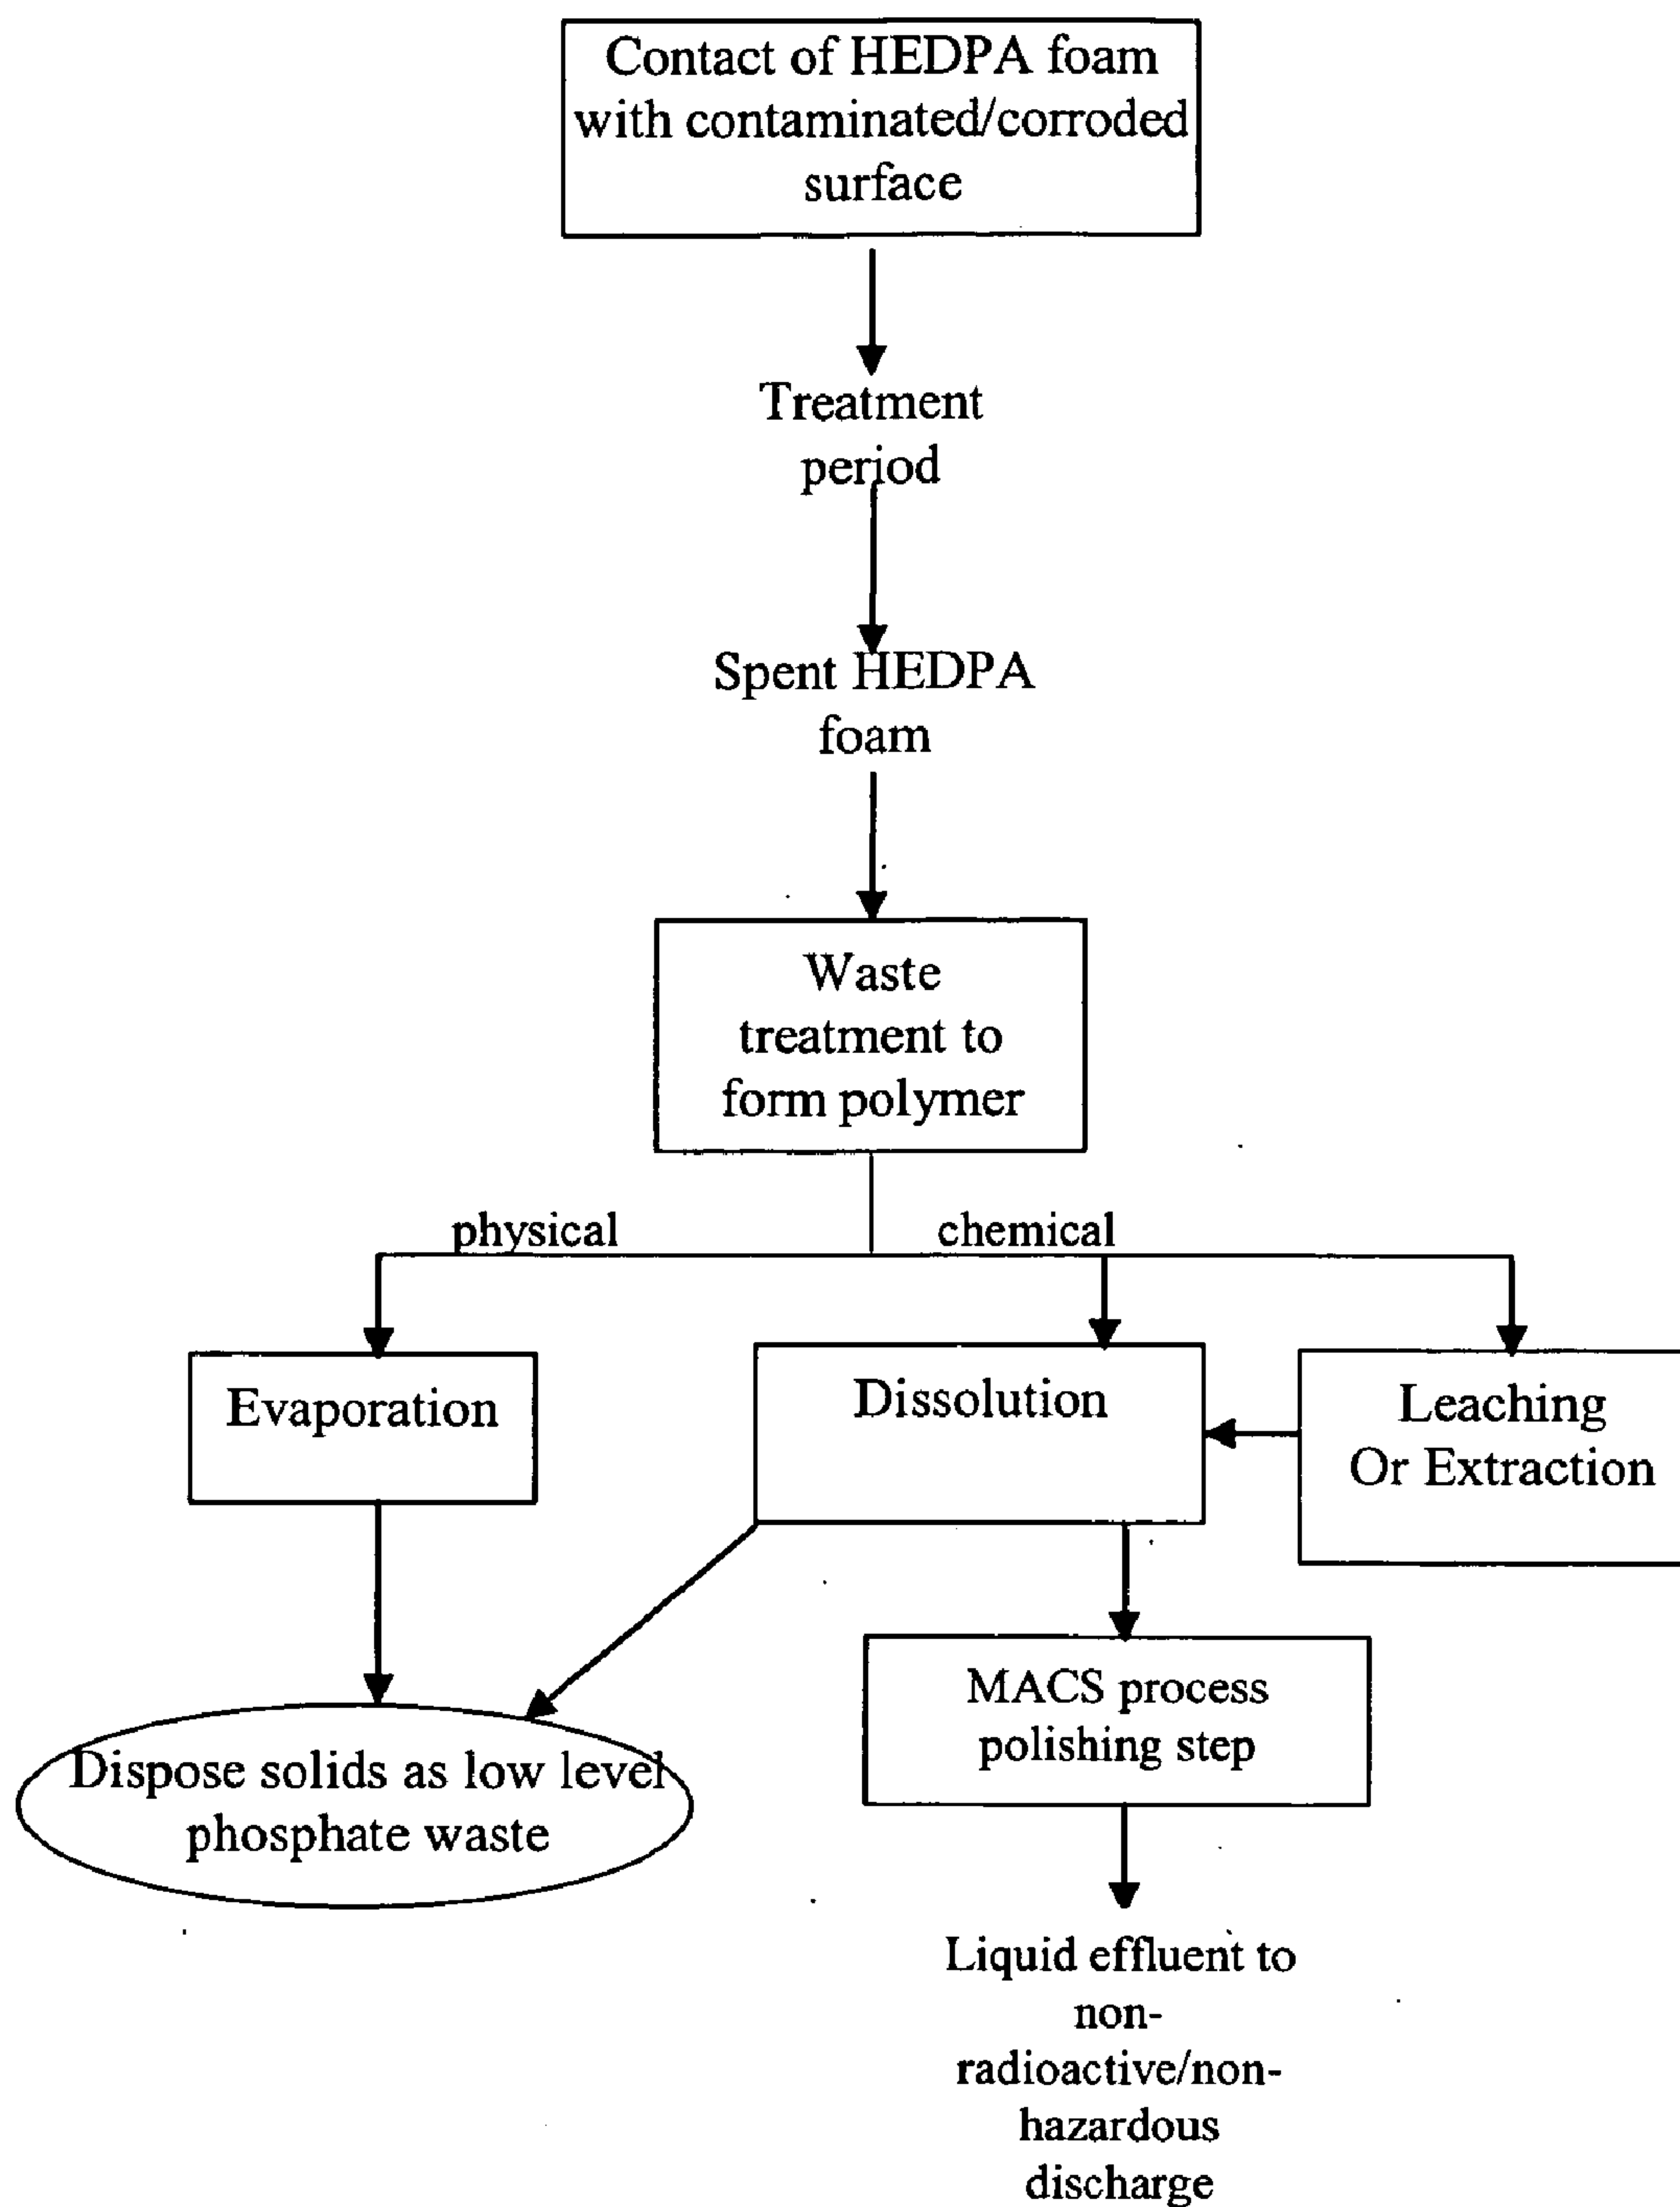 Contact of HEDPA foam
with contaminated/corroded
surface
Treatment
period
Spent HEDPA
foam
Waste
treatment to
form polymer
physical
chemical
Evaporation
Dissolution
Leaching
Or Extraction
MACS process
polishing step
Dispose solids as low level
phosphate waste
Liquid effluent to
non-
radioactive/non-
hazardous
discharge